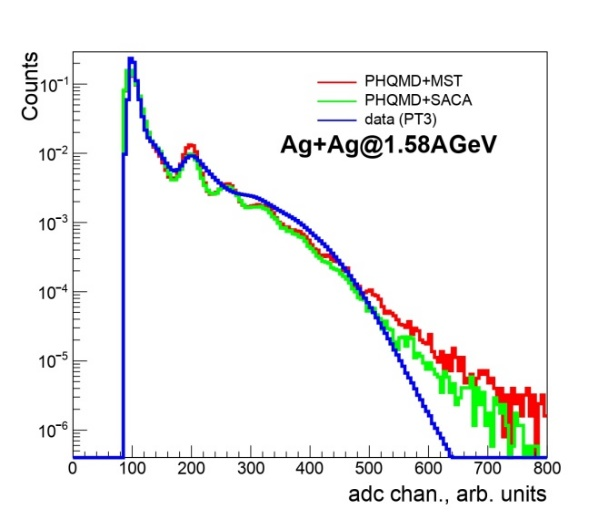 Counts
10⁻¹
10⁻²
10⁻³
10⁻⁴
10⁻⁵
10⁻⁶
PHQMD+MST
PHQMD+SACA
data (PT3)
Ag+Ag@1.58AGeV
0 100 200 300 400 500 600 700 800
adc chan., arb. units